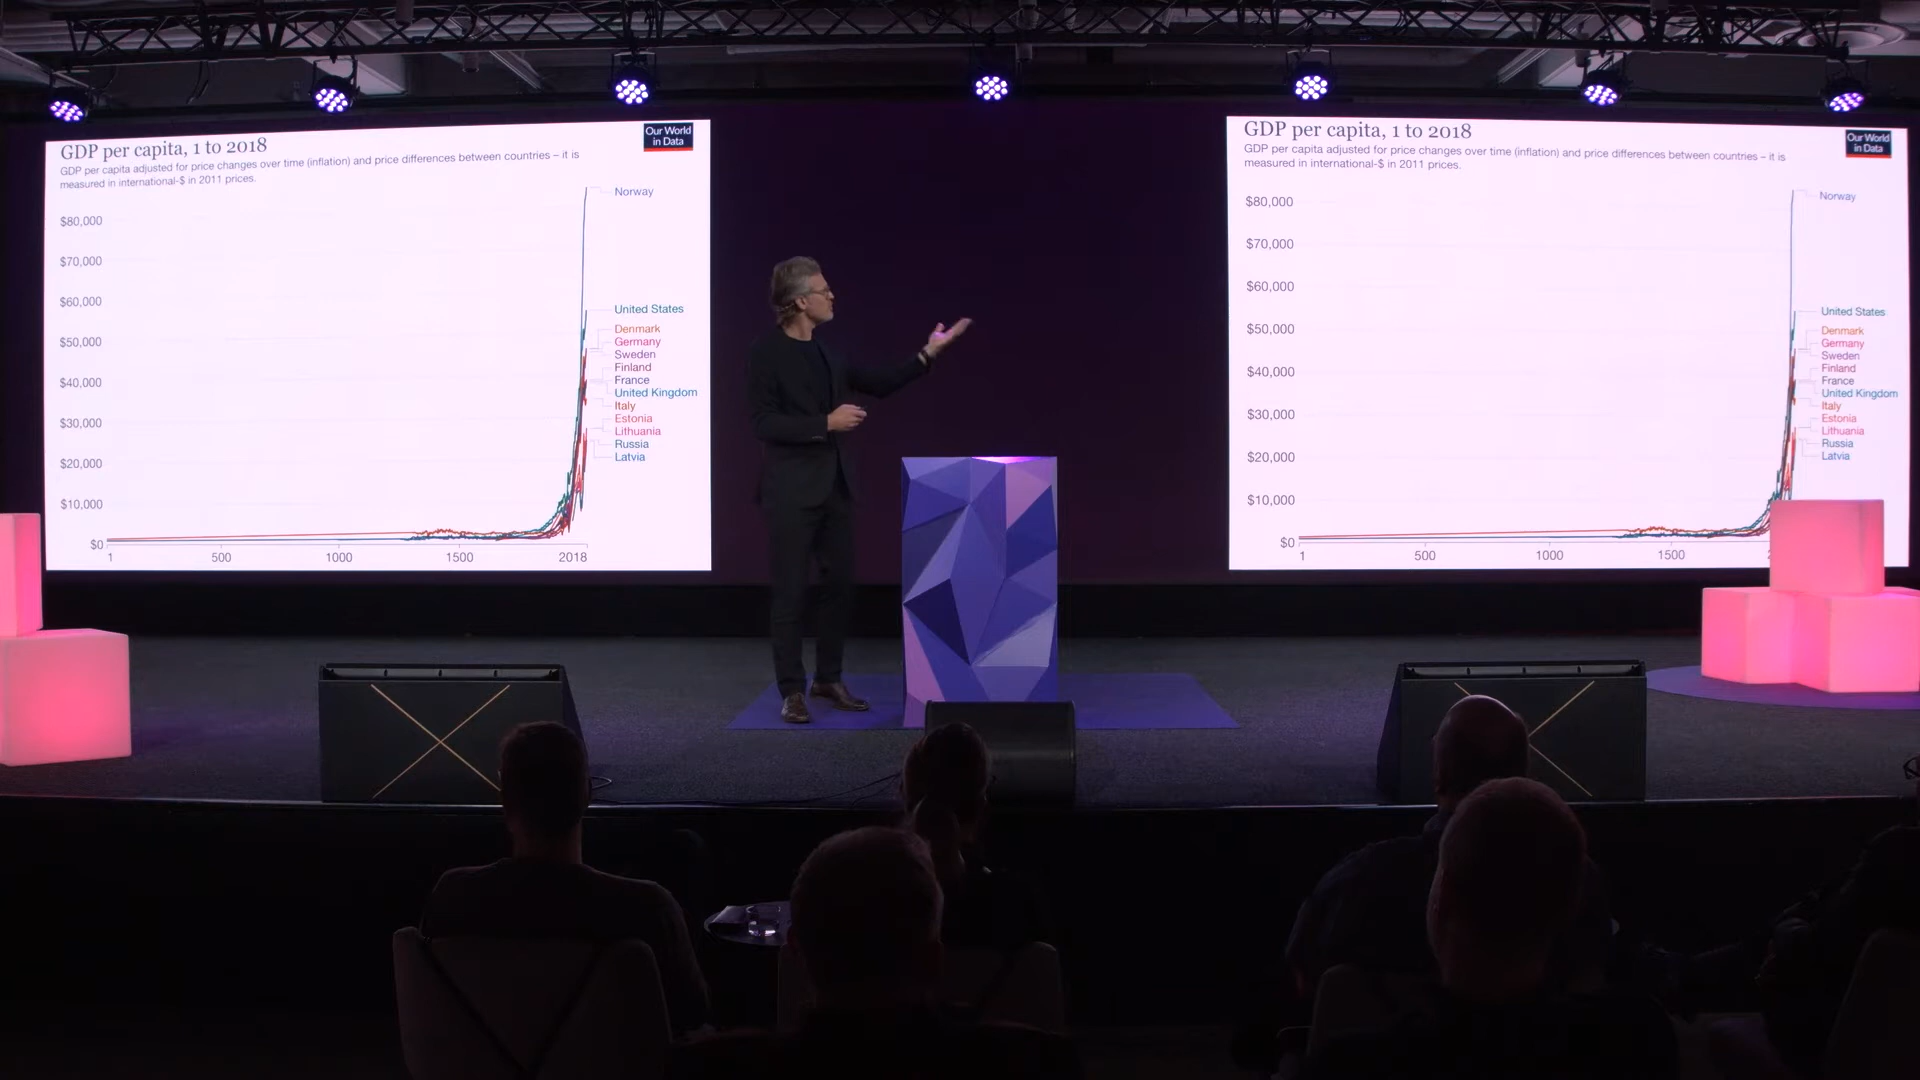 GDP per capita, 1 to 2018
GDP per capita adjusted for price changes over time (inflation) and price differences between countries – it is
measured in international-$ in 2011 prices.
Our World
in Data
$80,000
$70,000
$60,000
$50,000
$40,000
$30,000
$20,000
$10,000
$0
1
500
1000
1500
2018
Norway
United States
Denmark
Germany
Sweden
Finland
France
United Kingdom
Italy
Estonia
Lithuania
Russia
Latvia
GDP per capita, 1 to 2018
GDP per capita adjusted for price changes over time (inflation) and price differences between countries – it is
measured in international-$ in 2011 prices.
Our World
in Data
$80,000
$70,000
$60,000
$50,000
$40,000
$30,000
$20,000
$10,000
$0
1
500
1000
1500
Norway
United States
Denmark
Germany
Sweden
Finland
France
United Kingdom
Italy
Estonia
Lithuania
Russia
Latvia